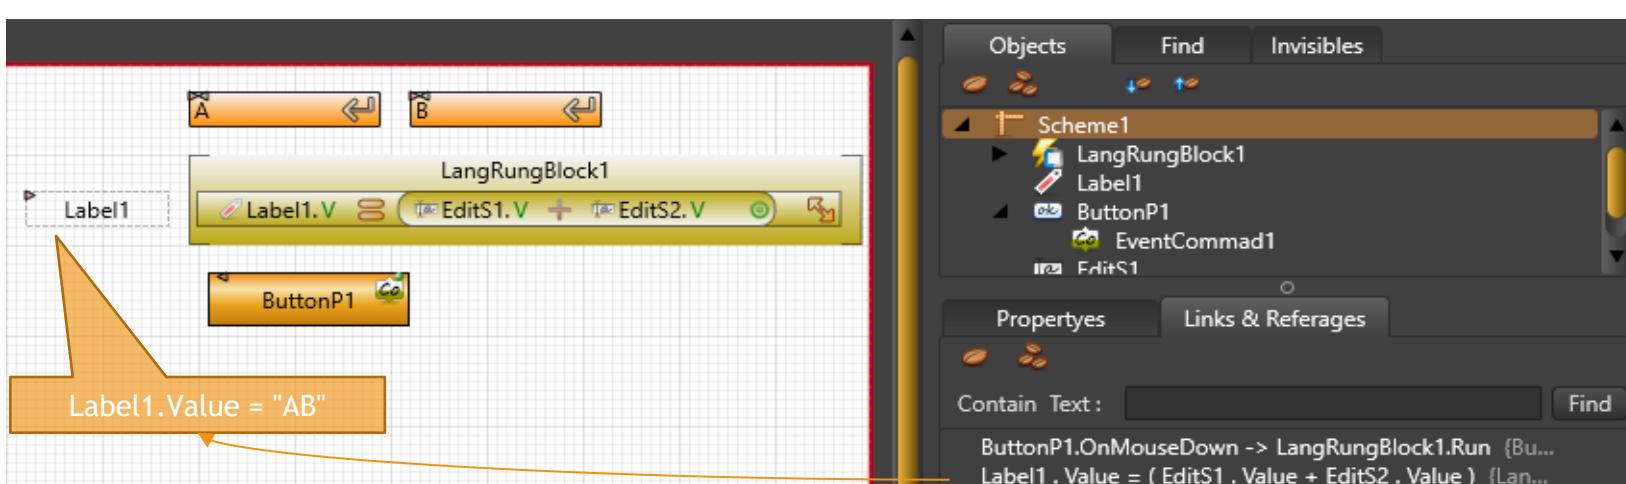 Objects Find Invisibles
A B
Scheme1
LangRungBlock1
LangRungBlock1
Label1
Label1 Label1.V = EditS1.V + EditS2.V
ButtonP1
EventCommad1
EditS1
ButtonP1
Propertyes Links & Referages
Label1.Value = "AB"
Contain Text : Find
ButtonP1.OnMouseDown -> LangRungBlock1.Run {Bu...
Label1 . Value = ( EditS1 . Value + EditS2 . Value ) {Lan...